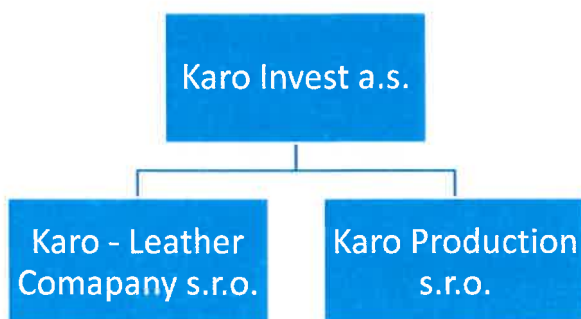 Karo Invest a.s.
Karo - Leather
Comapany s.r.o.
Karo Production
s.r.o.